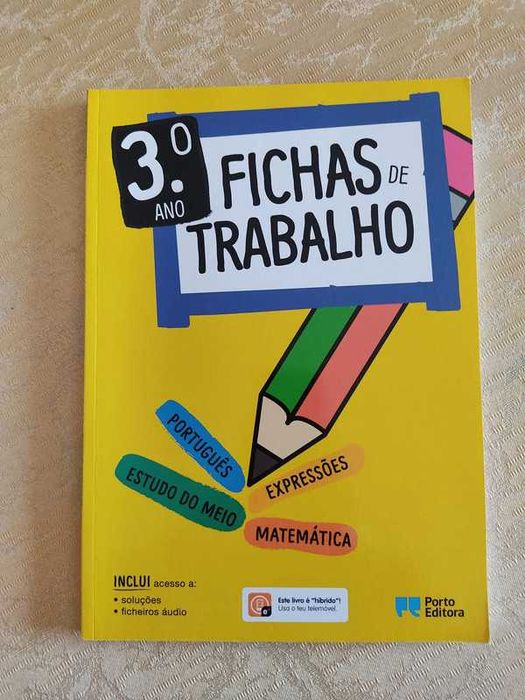 3.º
ANO
FICHAS DE
TRABALHO
PORTUGUÊS
EXPRESSÕES
ESTUDO DO MEIO
MATEMÁTICA
INCLUI acesso a:
• soluções
• ficheiros áudio
Este livro é "híbrido"!
Usa o teu telemóvel.
Porto
Editora